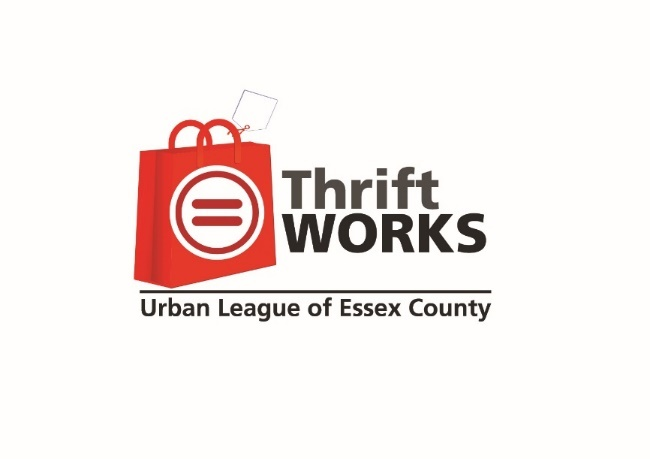 Thrift
WORKS
Urban League of Essex County